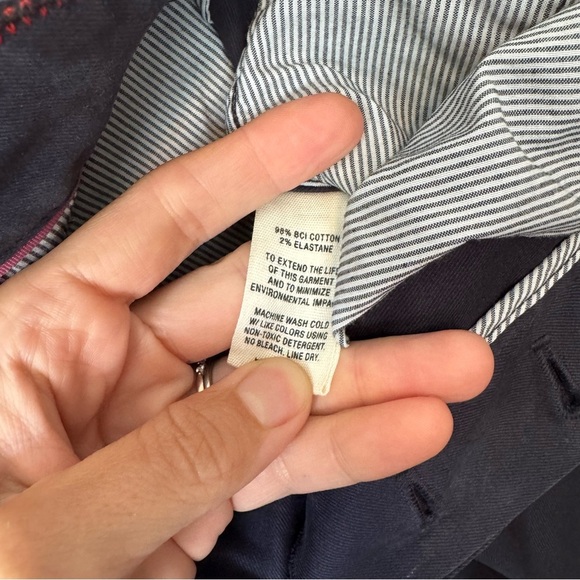 98% BCI COTTON
2% ELASTANE
TO EXTEND THE LIFE
OF THIS GARMENT
AND TO MINIMIZE
ENVIRONMENTAL IMPA
MACHINE WASH COLD
W/ LIKE COLORS USING
NON-TOXIC DETERGENT.
NO BLEACH. LINE DRY.